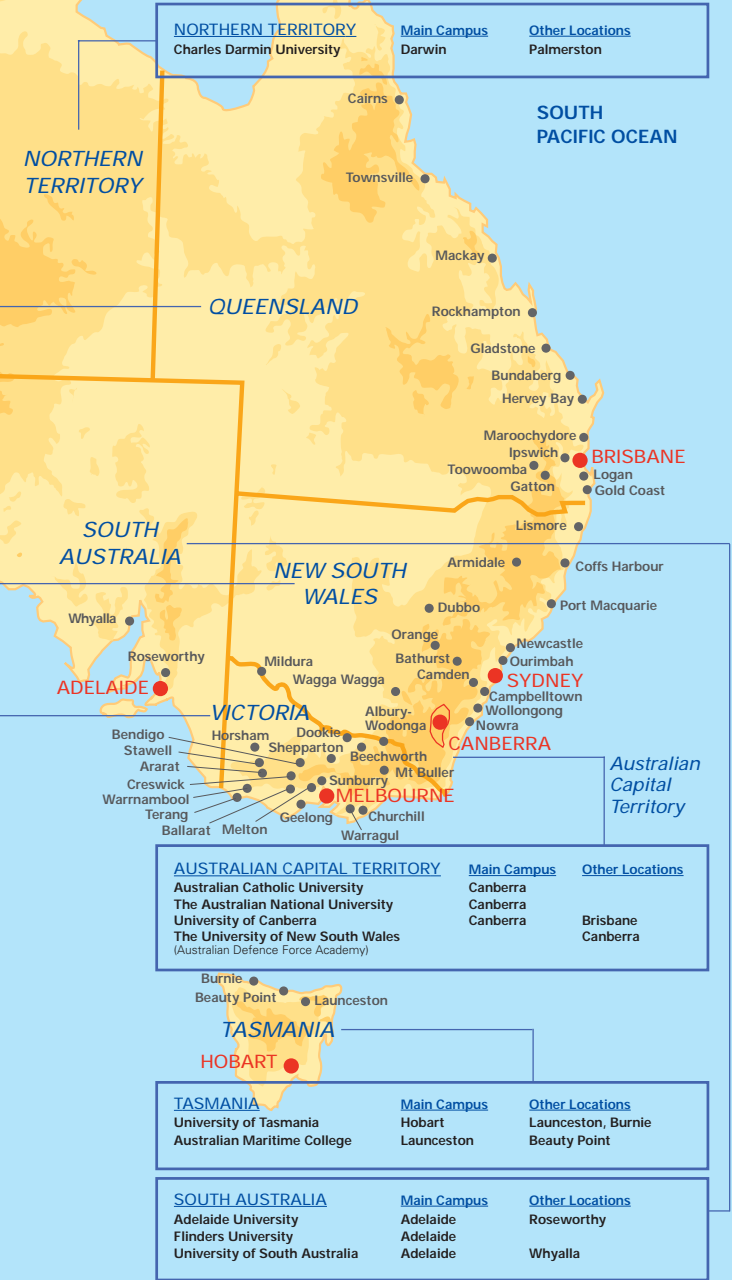 NORTHERN TERRITORY Main Campus Other Locations
Charles Darmin University Darwin Palmerston
Cairns
SOUTH
PACIFIC OCEAN
NORTHERN
TERRITORY
Townsville
Mackay
QUEENSLAND
Rockhampton
Gladstone
Bundaberg
Hervey Bay
Maroochydore
Ipswich
BRISBANE
Toowoomba
Logan
Gatton
Gold Coast
SOUTH
AUSTRALIA
Lismore
NEW SOUTH
WALES
Armidale
Coffs Harbour
Dubbo
Port Macquarie
Whyalla
Orange
Newcastle
Roseworthy
Mildura
Bathurst
Ourimbah
Wagga Wagga
Camden
SYDNEY
ADELAIDE
Campbelltown
VICTORIA
Albury-
Wodonga
Wollongong
Nowra
Bendigo
Horsham
Dookie
CANBERRA
Stawell
Shepparton
Beechworth
Ararat
Mt Buller
Australian
Capital
Territory
Creswick
Sunburry
Warrnambool
MELBOURNE
Terang
Geelong
Churchill
Ballarat
Melton
Warragul
AUSTRALIAN CAPITAL TERRITORY Main Campus Other Locations
Australian Catholic University Canberra
The Australian National University Canberra
University of Canberra Canberra Brisbane
The University of New South Wales Canberra
(Australian Defence Force Academy)
Burnie
Beauty Point
Launceston
TASMANIA
HOBART
TASMANIA Main Campus Other Locations
University of Tasmania Hobart Launceston, Burnie
Australian Maritime College Launceston Beauty Point
SOUTH AUSTRALIA Main Campus Other Locations
Adelaide University Adelaide Roseworthy
Flinders University Adelaide
University of South Australia Adelaide Whyalla